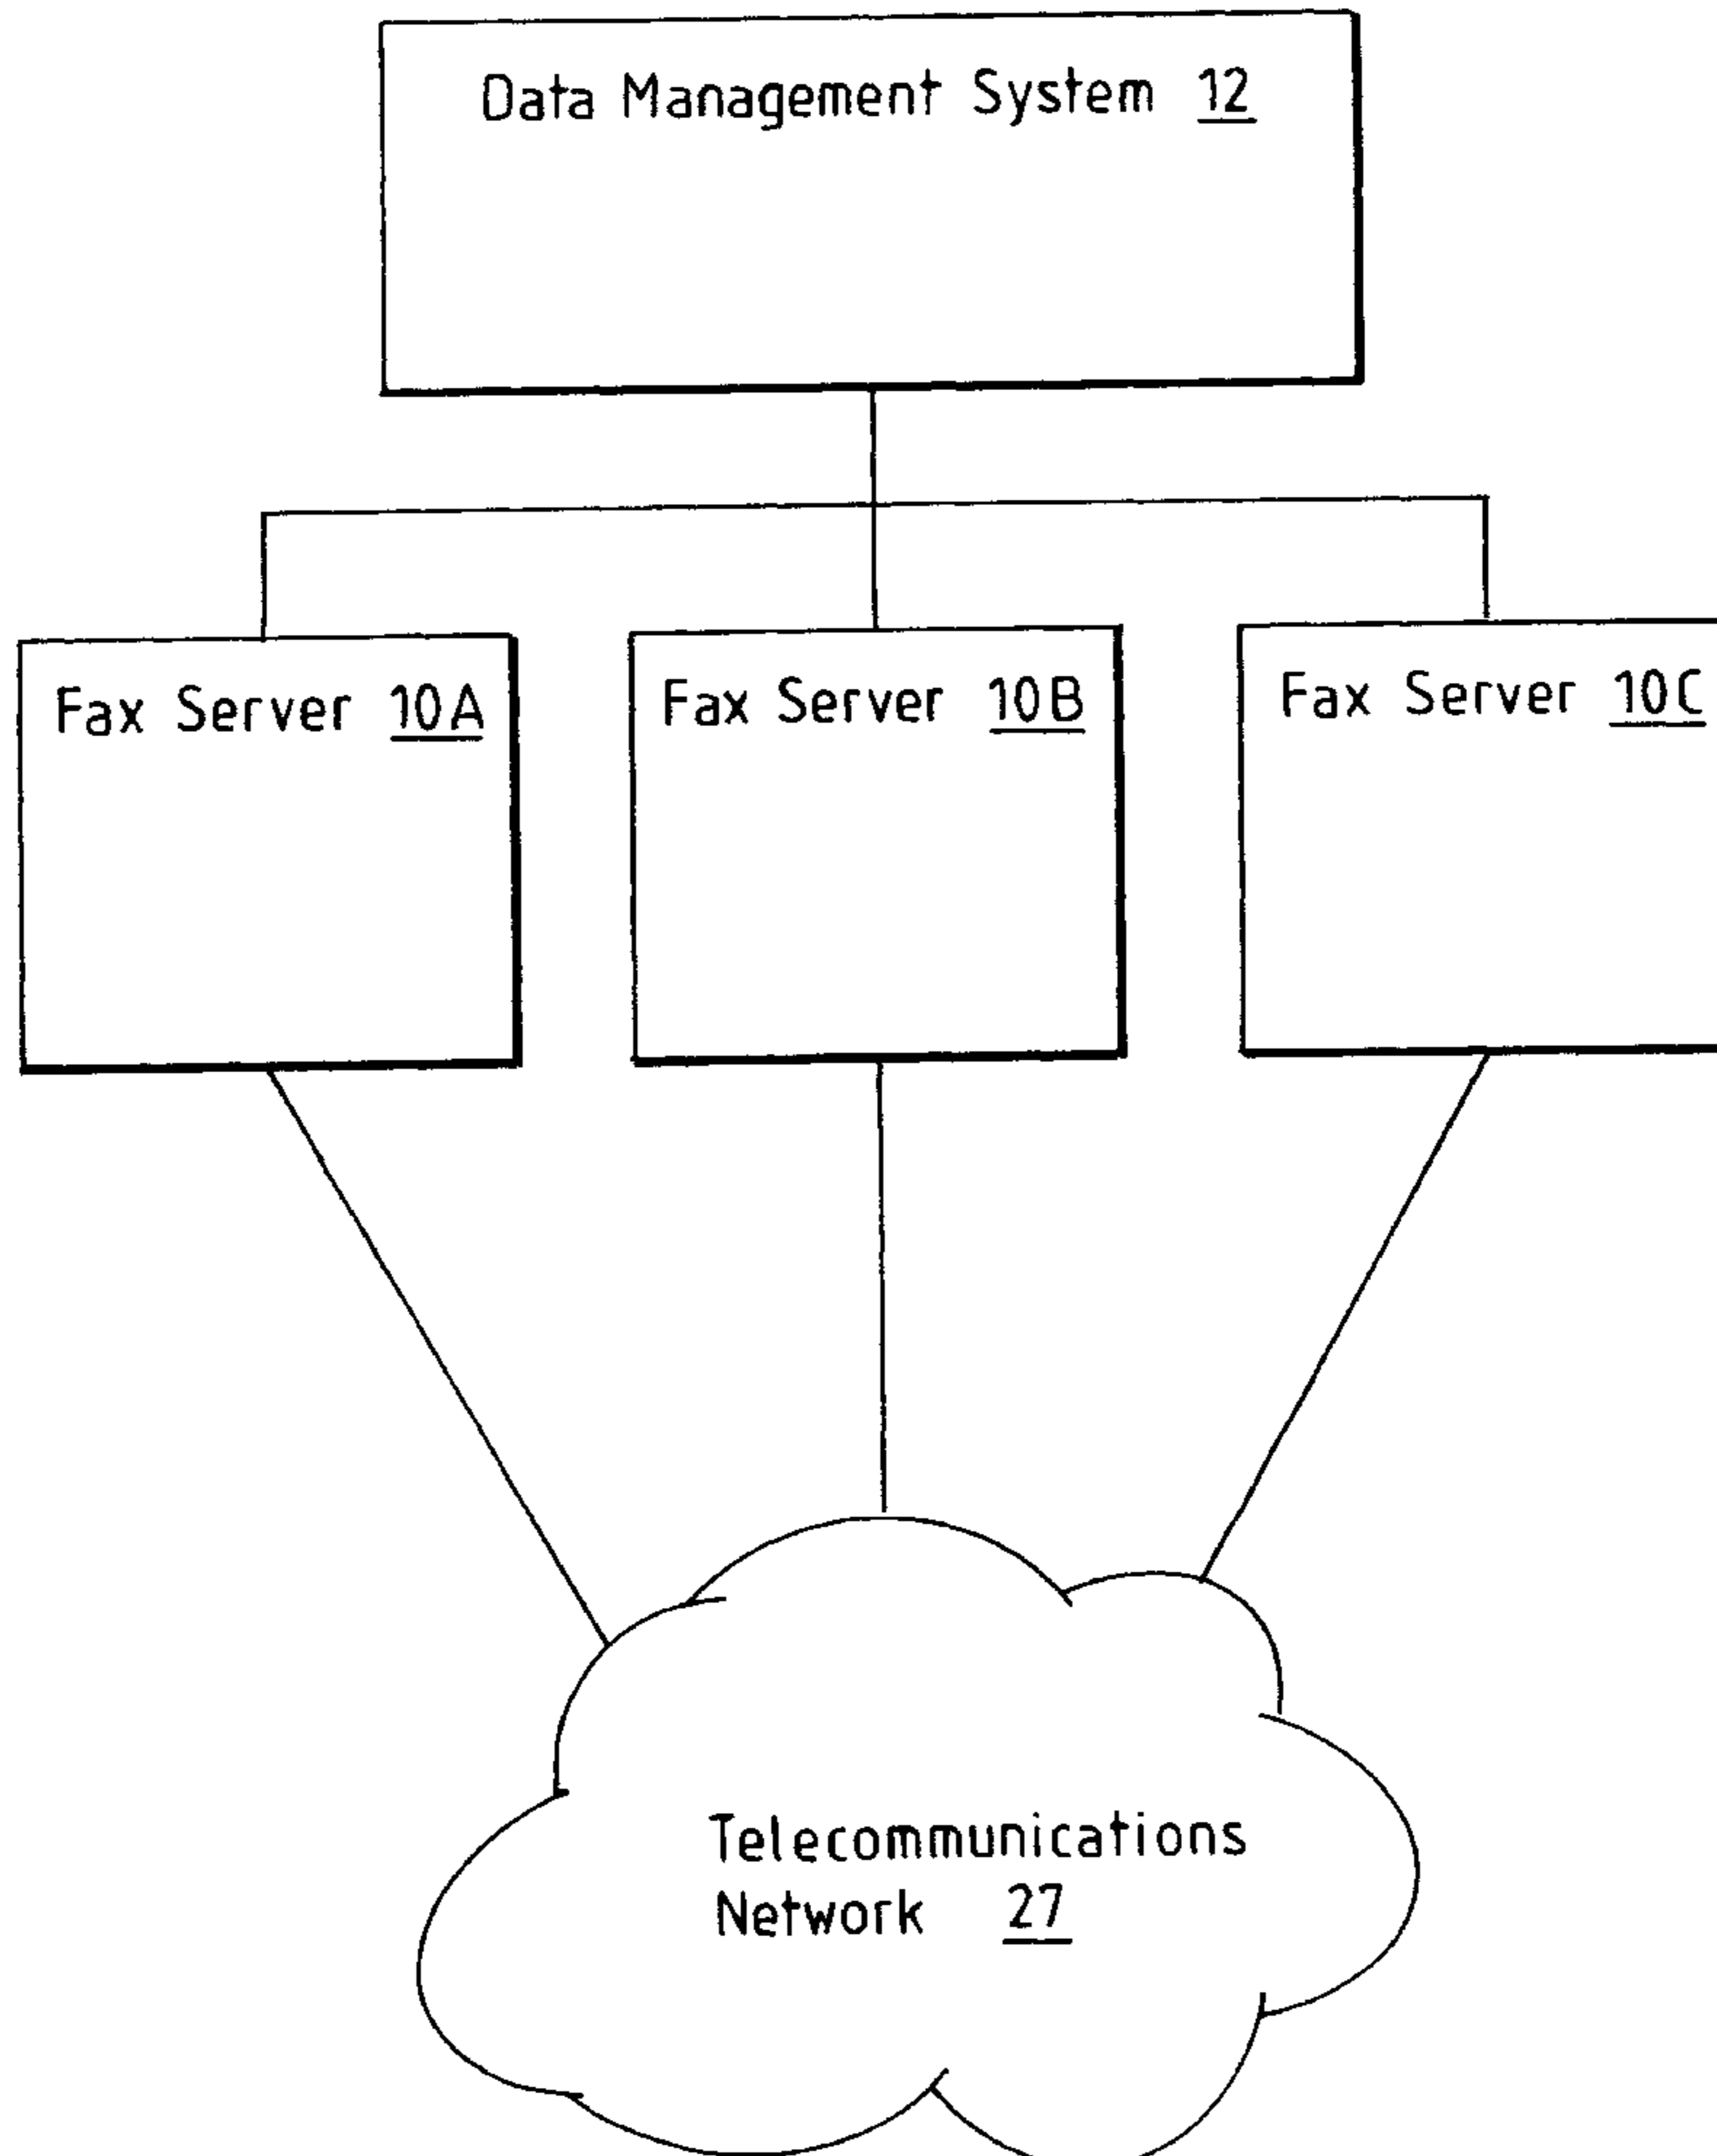 Data Management System 12
Fax Server 10A
Fax Server 10B
Fax Server 10C
Telecommunications
Network 27